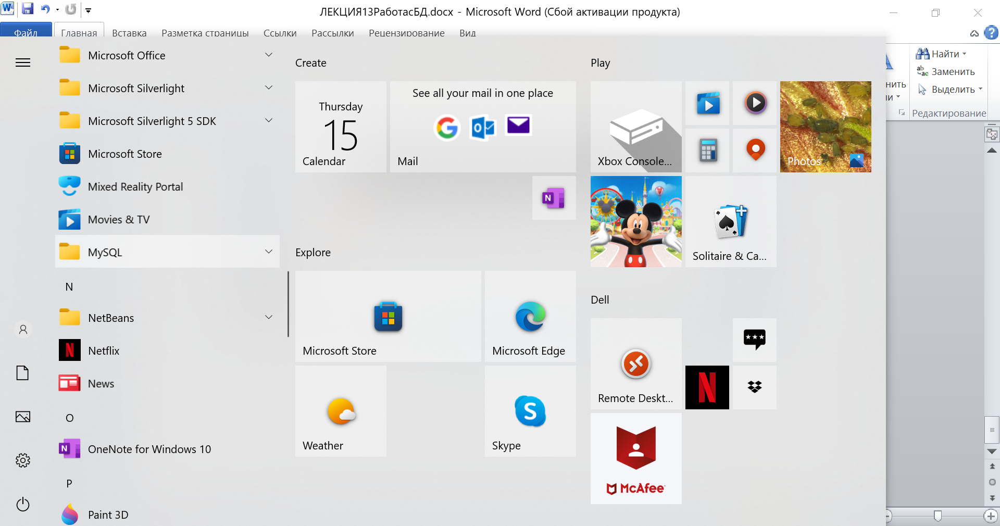 ЛЕКЦИЯ13РаботасБД.docx - Microsoft Word (Сбой активации продукта)
Файл
Главная
Вставка
Разметка страницы
Ссылки
Рассылки
Рецензирование
Вид
Найти
Заменить
Выделить
Редактирование
Microsoft Office
Microsoft Silverlight
Microsoft Silverlight 5 SDK
Microsoft Store
Mixed Reality Portal
Movies & TV
MySQL
N
NetBeans
Netflix
News
O
OneNote for Windows 10
P
Paint 3D
Create
Thursday
15
Calendar
See all your mail in one place
Mail
Explore
Microsoft Store
Microsoft Edge
Weather
Skype
Play
Xbox Console...
Photos
Solitaire & Ca...
Dell
Remote Deskt...
McAfee